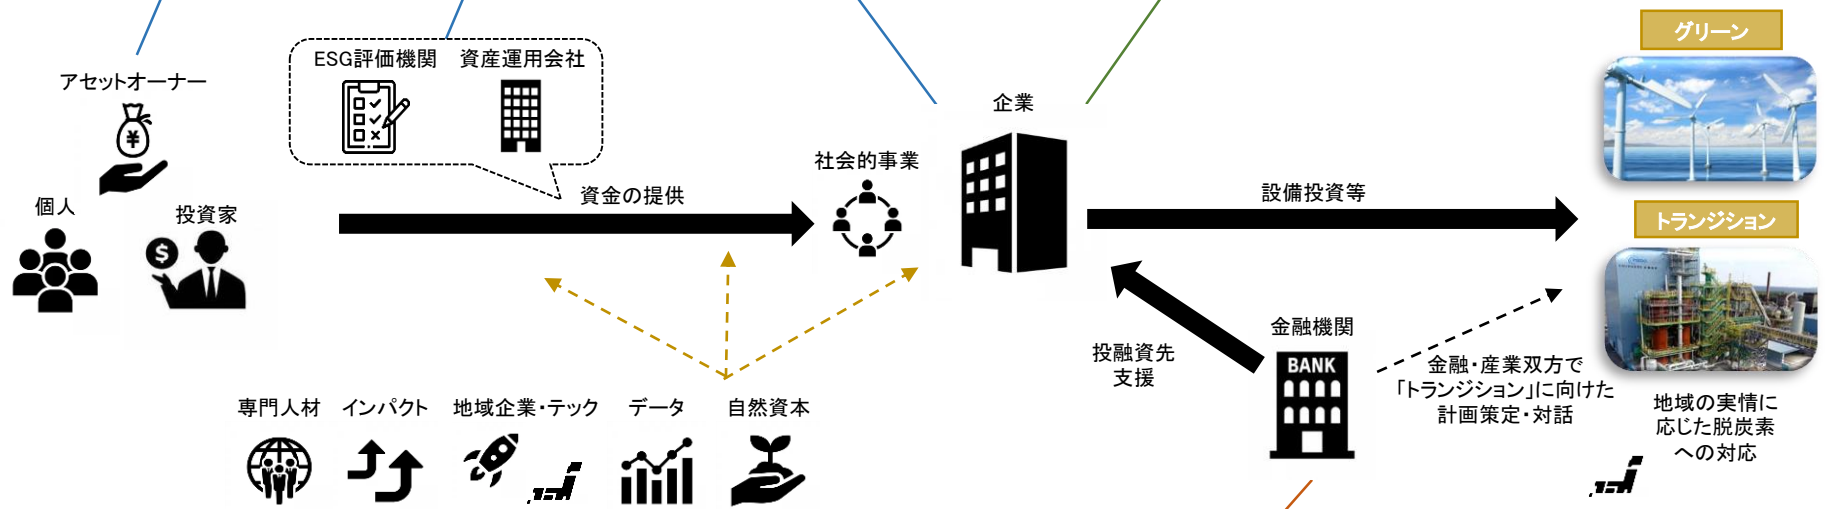 アセットオーナー
個人
投資家
ESG評価機関
資産運用会社
資金の提供
社会的事業
企業
設備投資等
グリーン
トランジション
投融資先
支援
金融機関
BANK
金融・産業双方で
「トランジション」に向けた
計画策定・対話
地域の実情に
応じた脱炭素
への対応
専門人材
インパクト
地域企業・テック
データ
自然資本